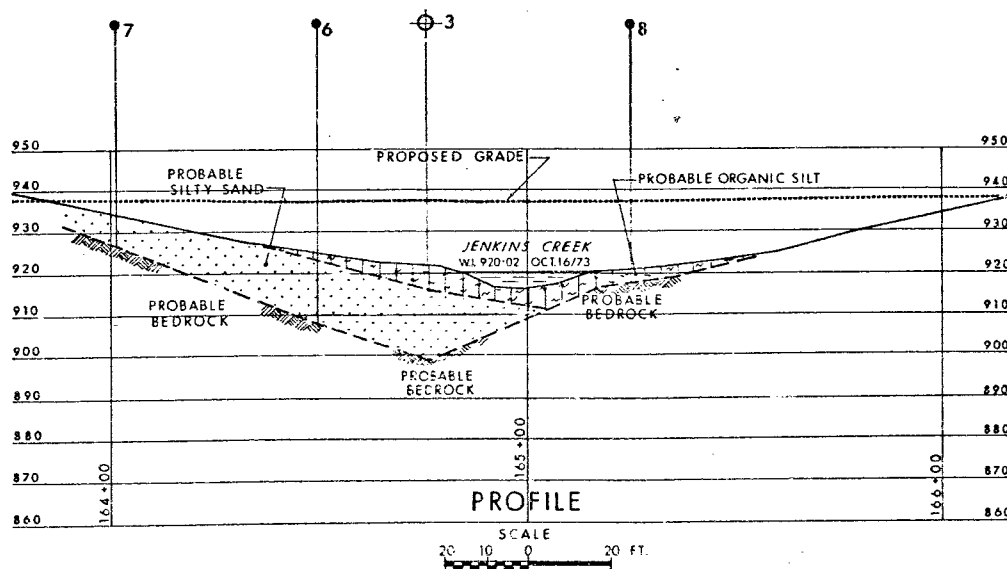 7
6
3
8
950
950
PROPOSED GRADE
PROBABLE
SILTY SAND
PROBABLE ORGANIC SILT
940
940
930
930
JENKINS CREEK
W.L. 920·02 OCT.16/73
920
920
PROBABLE
BEDROCK
PROBABLE
BEDROCK
910
910
900
900
PROBABLE
BEDROCK
890
890
880
880
870
870
860
860
164+00
165+00
166+00
PROFILE
SCALE
20 10 0 20 FT.